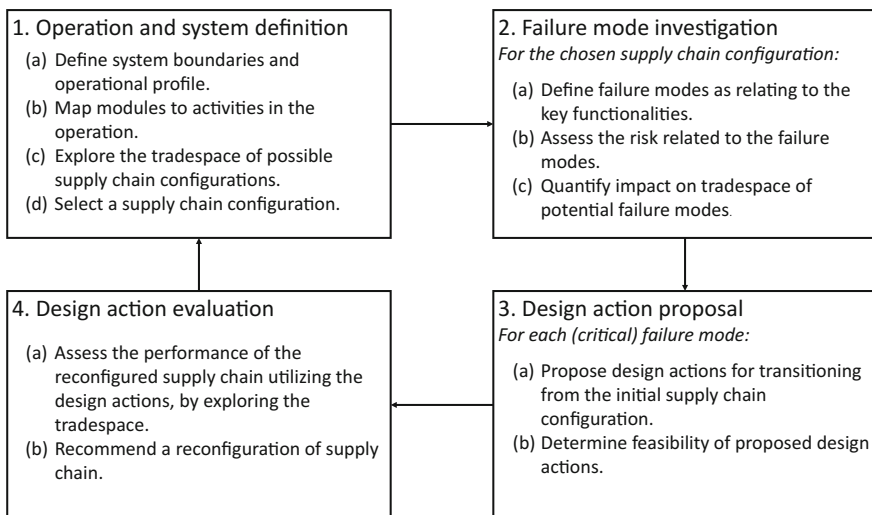 1. Operation and system definition
(a) Define system boundaries and
operational profile.
(b) Map modules to activities in the
operation.
(c) Explore the tradespace of possible
supply chain configurations.
(d) Select a supply chain configuration.
2. Failure mode investigation
For the chosen supply chain configuration:
(a) Define failure modes as relating to the
key functionalities.
(b) Assess the risk related to the failure
modes.
(c) Quantify impact on tradespace of
potential failure modes.
4. Design action evaluation
(a) Assess the performance of the
reconfigured supply chain utilizing the
design actions, by exploring the
tradespace.
(b) Recommend a reconfiguration of supply
chain.
3. Design action proposal
For each (critical) failure mode:
(a) Propose design actions for transitioning
from the initial supply chain
configuration.
(b) Determine feasibility of proposed design
actions.